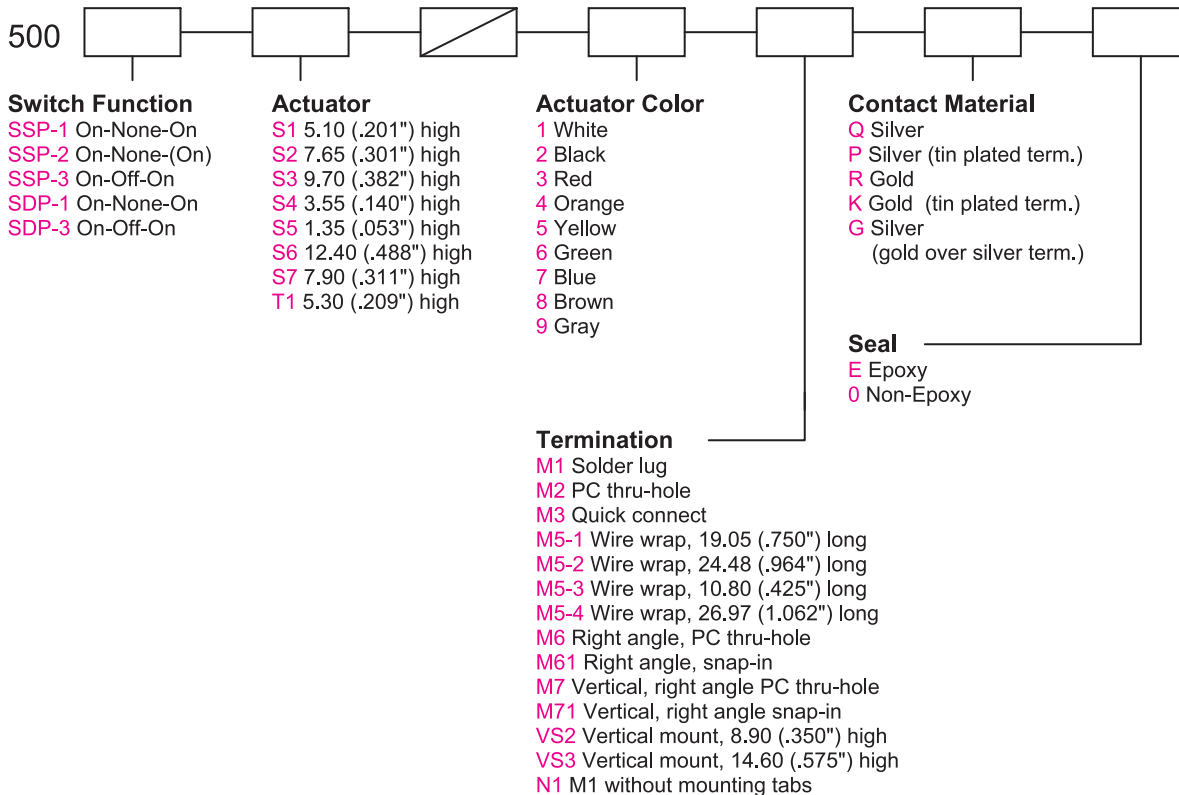 500
Switch Function
SSP-1 On-None-On
SSP-2 On-None-(On)
SSP-3 On-Off-On
SDP-1 On-None-On
SDP-3 On-Off-On
Actuator
S1 5.10 (.201") high
S2 7.65 (.301") high
S3 9.70 (.382") high
S4 3.55 (.140") high
S5 1.35 (.053") high
S6 12.40 (.488") high
S7 7.90 (.311") high
T1 5.30 (.209") high
Actuator Color
1 White
2 Black
3 Red
4 Orange
5 Yellow
6 Green
7 Blue
8 Brown
9 Gray
Contact Material
Q Silver
P Silver (tin plated term.)
R Gold
K Gold (tin plated term.)
G Silver
(gold over silver term.)
Seal
E Epoxy
0 Non-Epoxy
Termination
M1 Solder lug
M2 PC thru-hole
M3 Quick connect
M5-1 Wire wrap, 19.05 (.750") long
M5-2 Wire wrap, 24.48 (.964") long
M5-3 Wire wrap, 10.80 (.425") long
M5-4 Wire wrap, 26.97 (1.062") long
M6 Right angle, PC thru-hole
M61 Right angle, snap-in
M7 Vertical, right angle PC thru-hole
M71 Vertical, right angle snap-in
VS2 Vertical mount, 8.90 (.350") high
VS3 Vertical mount, 14.60 (.575") high
N1 M1 without mounting tabs